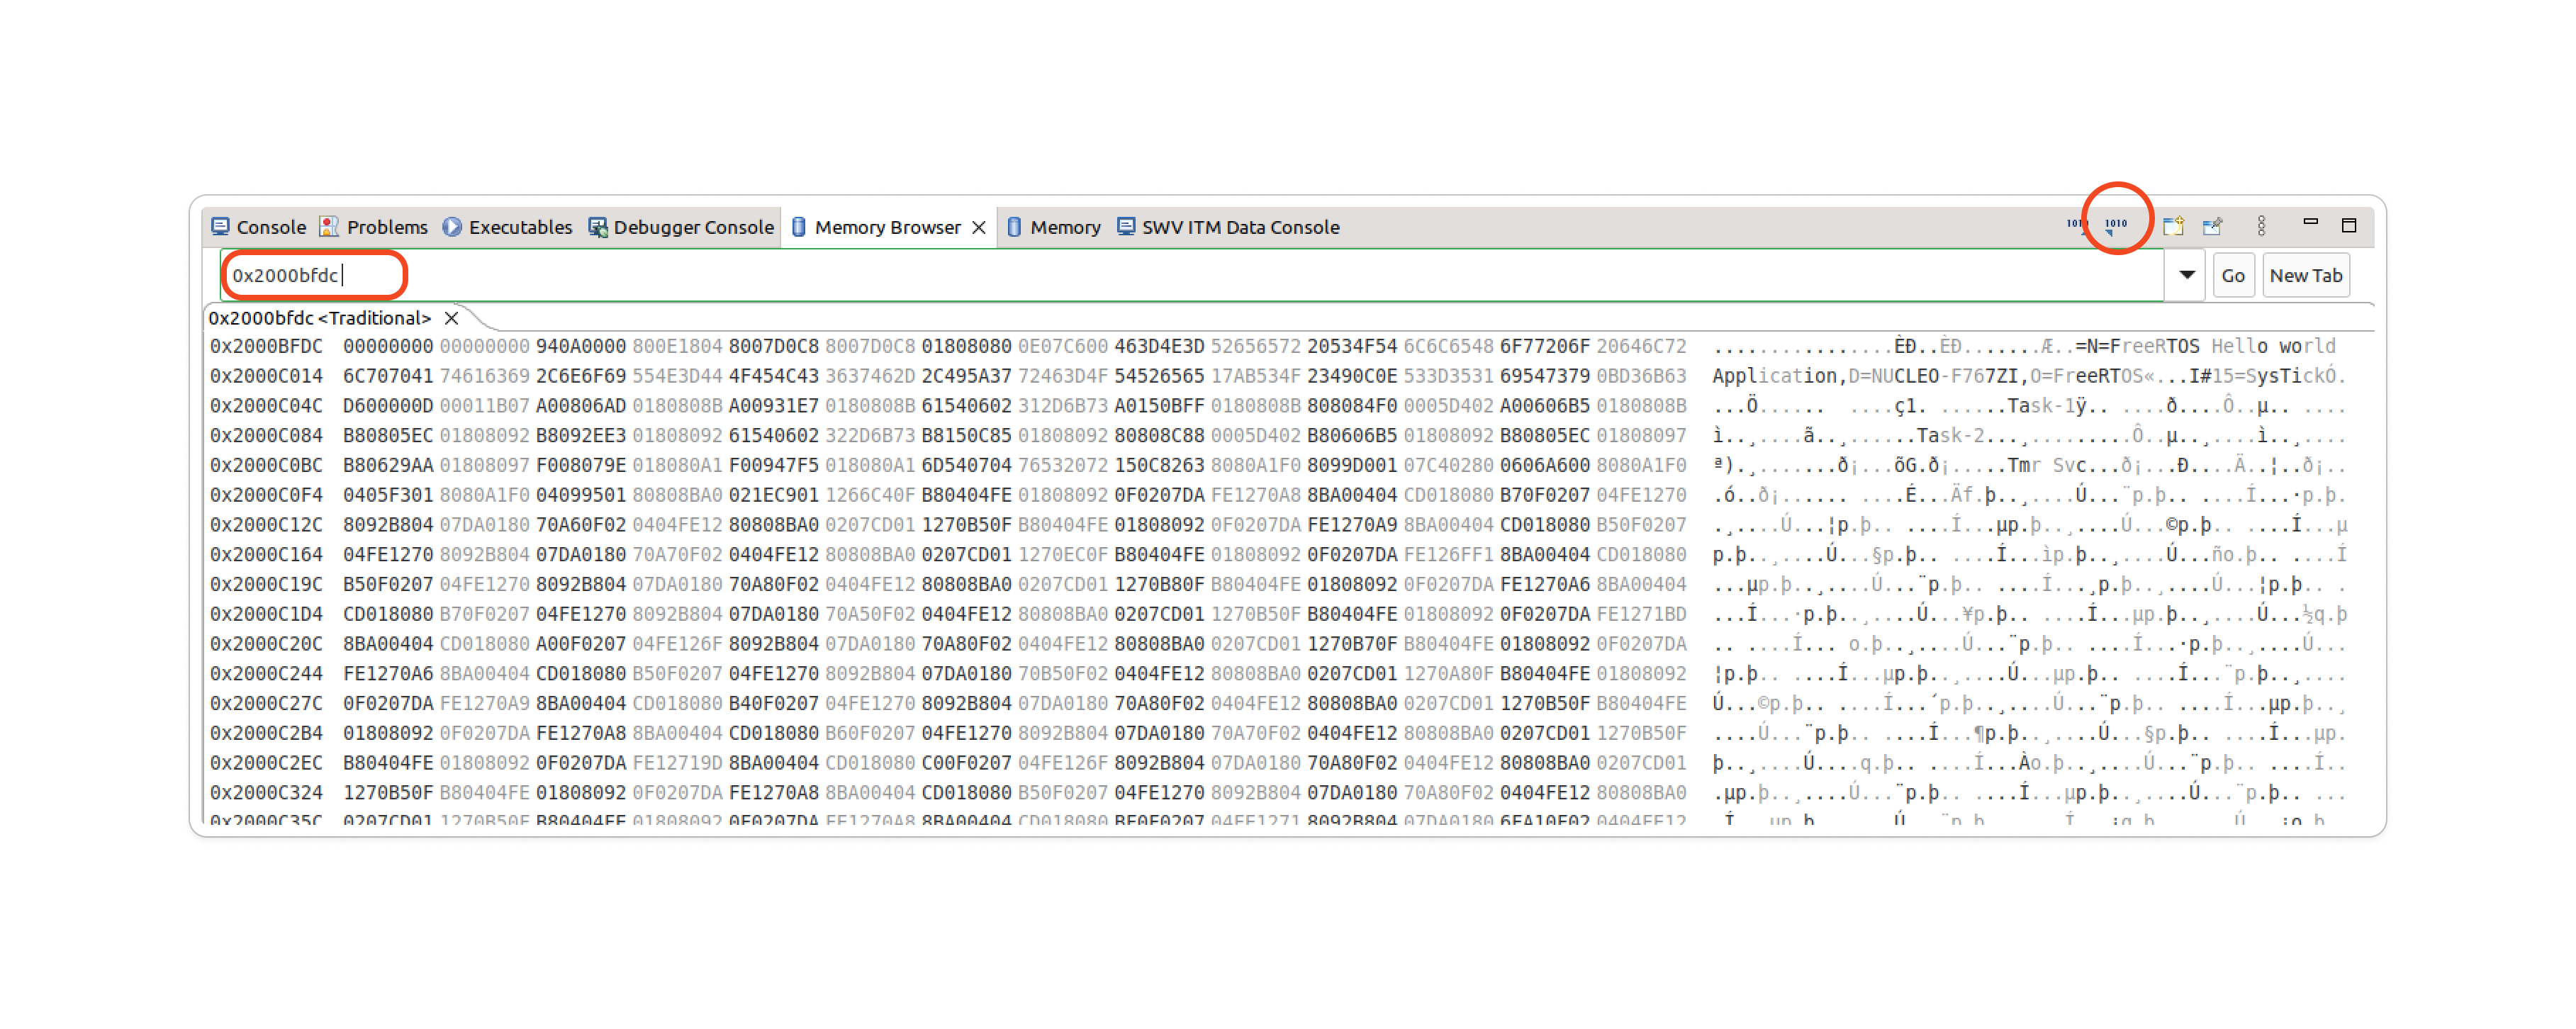 Console Problems Executables Debugger Console Memory Browser Memory SWV ITM Data Console 1010 1010
0x2000bfdc Go New Tab
0x2000bfdc <Traditional>
0x2000BFDC 00000000 00000000 940A0000 800E1804 8007D0C8 8007D0C8 01808080 0E07C600 463D4E3D 52656572 20534F54 6C6C6548 6F77206F 20646C72 ................ÈÐ..ÈÐ.......Æ..=N=FreeRTOS Hello world
0x2000C014 6C707041 74616369 2C6E6F69 554E3D44 4F454C43 3637462D 2C495A37 72463D4F 54526565 17AB534F 23490C0E 533D3531 69547379 0BD36B63 Application,D=NUCLEO-F767ZI,O=FreeRTOS«...I#15=SysTickÓ.
0x2000C04C D600000D 00011B07 A00806AD 0180808B A00931E7 0180808B 61540602 312D6B73 A0150BFF 0180808B 808084F0 0005D402 A00606B5 0180808B ...Ö...... ....ç1. ......Task-1ÿ.. ....ð....Ô..µ.. ....
0x2000C084 B80805EC 01808092 B8092EE3 01808092 61540602 322D6B73 B8150C85 01808092 80808C88 0005D402 B80606B5 01808092 B80805EC 01808097 ì..¸....ã..¸......Task-2...¸.........Ô..µ..¸....ì..¸....
0x2000C0BC B80629AA 01808097 F008079E 018080A1 F00947F5 018080A1 6D540704 76532072 150C8263 8080A1F0 8099D001 07C40280 0606A600 8080A1F0 ª).¸.......ð¡...õG.ð¡.....Tmr Svc...ð¡...Ð....Ä..¦..ð¡..
0x2000C0F4 0405F301 8080A1F0 04099501 80808BA0 021EC901 1266C40F B80404FE 01808092 0F0207DA FE1270A8 8BA00404 CD018080 B70F0207 04FE1270 .ó..ð¡...... ....É...Äf.þ..¸....Ú...¨p.þ.. ....Í...·p.þ.
0x2000C12C 8092B804 07DA0180 70A60F02 0404FE12 80808BA0 0207CD01 1270B50F B80404FE 01808092 0F0207DA FE1270A9 8BA00404 CD018080 B50F0207 .¸....Ú...¦p.þ.. ....Í...µp.þ..¸....Ú...©p.þ.. ....Í...µ
0x2000C164 04FE1270 8092B804 07DA0180 70A70F02 0404FE12 80808BA0 0207CD01 1270EC0F B80404FE 01808092 0F0207DA FE126FF1 8BA00404 CD018080 p.þ..¸....Ú...§p.þ.. ....Í...ìp.þ..¸....Ú...ño.þ.. ....Í
0x2000C19C B50F0207 04FE1270 8092B804 07DA0180 70A80F02 0404FE12 80808BA0 0207CD01 1270B80F B80404FE 01808092 0F0207DA FE1270A6 8BA00404 ...µp.þ..¸....Ú...¨p.þ.. ....Í...¸p.þ..¸....Ú...¦p.þ.. .
0x2000C1D4 CD018080 B70F0207 04FE1270 8092B804 07DA0180 70A50F02 0404FE12 80808BA0 0207CD01 1270B50F B80404FE 01808092 0F0207DA FE1271BD ...Í...·p.þ..¸....Ú...¥p.þ.. ....Í...µp.þ..¸....Ú...½q.þ
0x2000C20C 8BA00404 CD018080 A00F0207 04FE126F 8092B804 07DA0180 70A80F02 0404FE12 80808BA0 0207CD01 1270B70F B80404FE 01808092 0F0207DA .. ....Í... o.þ..¸....Ú...¨p.þ.. ....Í...·p.þ..¸....Ú...
0x2000C244 FE1270A6 8BA00404 CD018080 B50F0207 04FE1270 8092B804 07DA0180 70B50F02 0404FE12 80808BA0 0207CD01 1270A80F B80404FE 01808092 ¦p.þ.. ....Í...µp.þ..¸....Ú...µp.þ.. ....Í...¨p.þ..¸....
0x2000C27C 0F0207DA FE1270A9 8BA00404 CD018080 B40F0207 04FE1270 8092B804 07DA0180 70A80F02 0404FE12 80808BA0 0207CD01 1270B50F B80404FE Ú...©p.þ.. ....Í...´p.þ..¸....Ú...¨p.þ.. ....Í...µp.þ..¸
0x2000C2B4 01808092 0F0207DA FE1270A8 8BA00404 CD018080 B60F0207 04FE1270 8092B804 07DA0180 70A70F02 0404FE12 80808BA0 0207CD01 1270B50F ....Ú...¨p.þ.. ....Í...¶p.þ..¸....Ú...§p.þ.. ....Í...µp.
0x2000C2EC B80404FE 01808092 0F0207DA FE12719D 8BA00404 CD018080 C00F0207 04FE126F 8092B804 07DA0180 70A80F02 0404FE12 80808BA0 0207CD01 þ..¸....Ú....q.þ.. ....Í...Ào.þ..¸....Ú...¨p.þ.. ....Í..
0x2000C324 1270B50F B80404FE 01808092 0F0207DA FE1270A8 8BA00404 CD018080 B50F0207 04FE1270 8092B804 07DA0180 70A80F02 0404FE12 80808BA0 .µp.þ..¸....Ú...¨p.þ.. ....Í...µp.þ..¸....Ú...¨p.þ.. ...
0x2000C35C 0207CD01 1270B50F B80404FE 01808092 0F0207DA FE1270A8 8BA00404 CD018080 04FE1271 8092B804 07DA0180 0404FE12